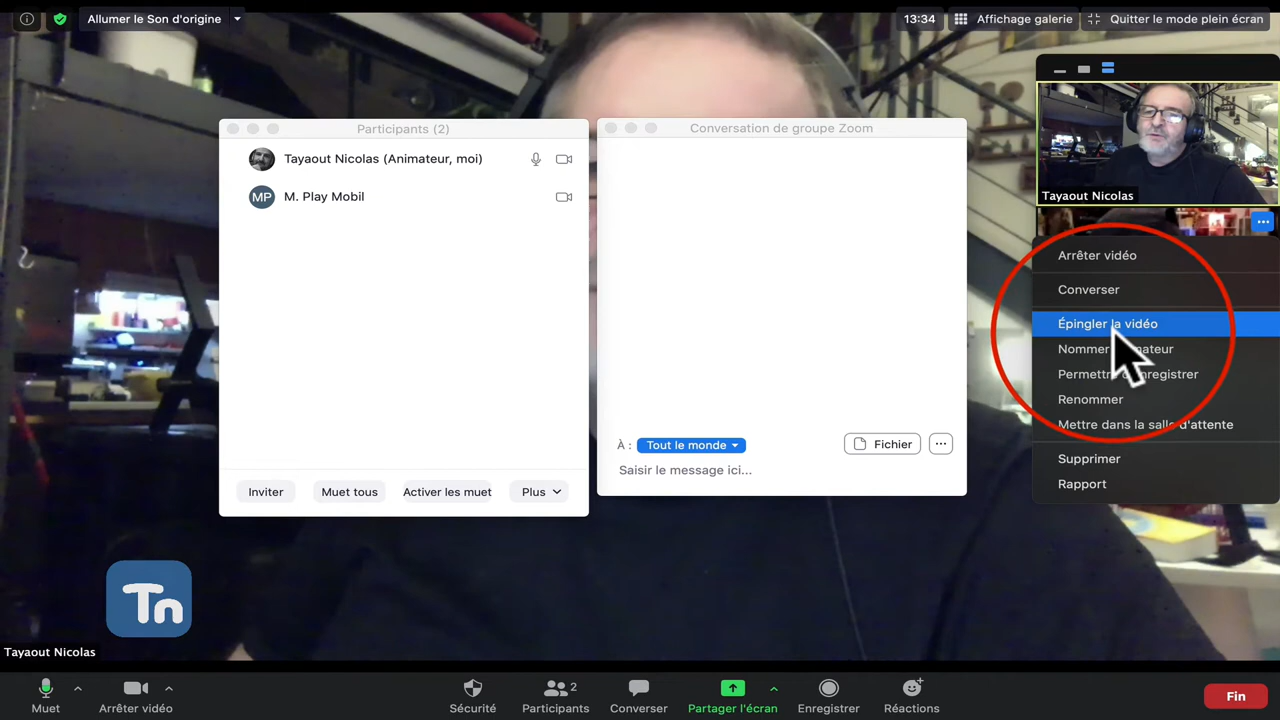 Allumer le Son d'origine
13:34
Affichage galerie
Quitter le mode plein écran
Participants (2)
Tayaout Nicolas (Animateur, moi)
MP
M. Play Mobil
Inviter
Muet tous
Activer les muet
Plus
Conversation de groupe Zoom
À :
Tout le monde
Fichier
Saisir le message ici...
Tayaout Nicolas
Arrêter vidéo
Converser
Épingler la vidéo
Nommer
Permettre
Renommer
Mettre dans la salle d'attente
Supprimer
Rapport
Tn
Tayaout Nicolas
Muet
Arrêter vidéo
Sécurité
2
Participants
Converser
Partager l'écran
Enregistrer
Réactions
Fin